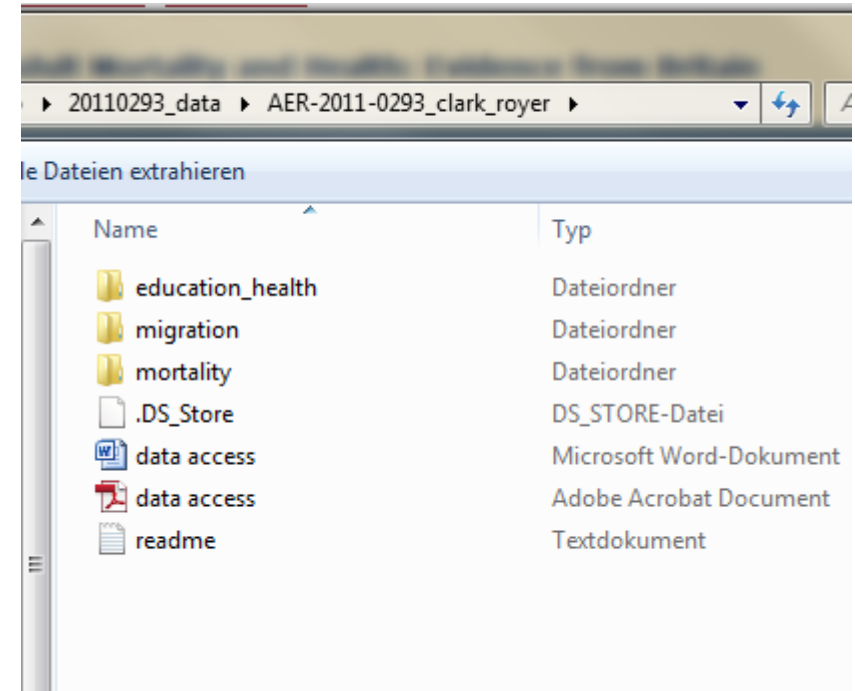 20110293_data ▸ AER-2011-0293_clark_royer ▸ A
le Dateien extrahieren
Name Typ
education_health Dateiordner
migration Dateiordner
mortality Dateiordner
.DS_Store DS_STORE-Datei
data access Microsoft Word-Dokument
data access Adobe Acrobat Document
readme Textdokument